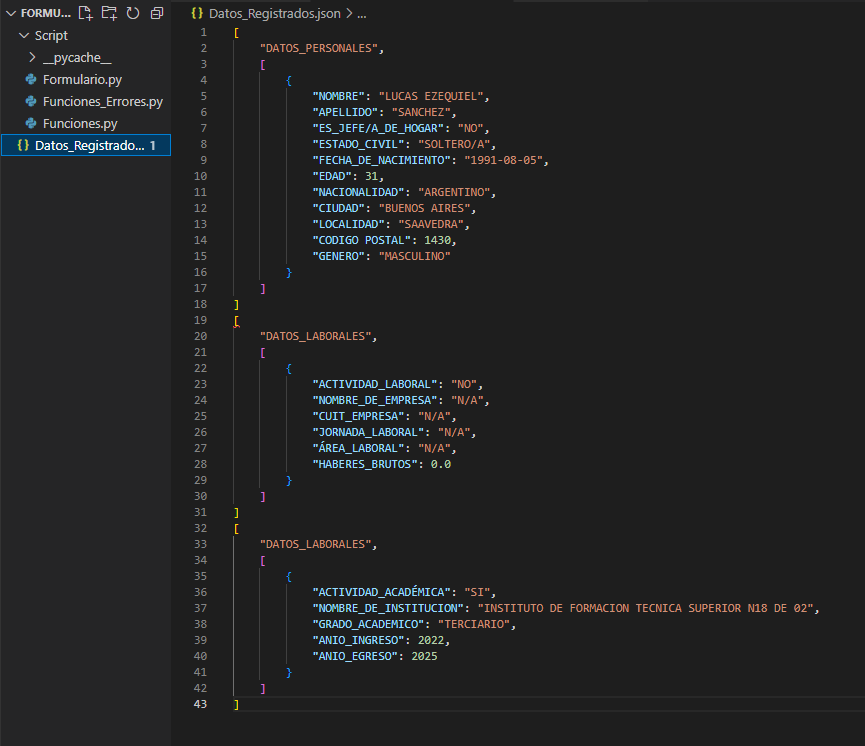 FORMU...
Script
__pycache__
Formulario.py
Funciones_Errores.py
Funciones.py
{} Datos_Registrado... 1
{} Datos_Registrados.json > ...
1 [
2 "DATOS_PERSONALES",
3 [
4 {
5 "NOMBRE": "LUCAS EZEQUIEL",
6 "APELLIDO": "SANCHEZ",
7 "ES_JEFE/A_DE_HOGAR": "NO",
8 "ESTADO_CIVIL": "SOLTERO/A",
9 "FECHA_DE_NACIMIENTO": "1991-08-05",
10 "EDAD": 31,
11 "NACIONALIDAD": "ARGENTINO",
12 "CIUDAD": "BUENOS AIRES",
13 "LOCALIDAD": "SAAVEDRA",
14 "CODIGO POSTAL": 1430,
15 "GENERO": "MASCULINO"
16 }
17 ]
18 ]
19 [
20 "DATOS_LABORALES",
21 [
22 {
23 "ACTIVIDAD_LABORAL": "NO",
24 "NOMBRE_DE_EMPRESA": "N/A",
25 "CUIT_EMPRESA": "N/A",
26 "JORNADA_LABORAL": "N/A",
27 "ÁREA_LABORAL": "N/A",
28 "HABERES_BRUTOS": 0.0
29 }
30 ]
31 ]
32 [
33 "DATOS_LABORALES",
34 [
35 {
36 "ACTIVIDAD_ACADÉMICA": "SI",
37 "NOMBRE_DE_INSTITUCION": "INSTITUTO DE FORMACION TECNICA SUPERIOR N18 DE 02",
38 "GRADO_ACADEMICO": "TERCIARIO",
39 "ANIO_INGRESO": 2022,
40 "ANIO_EGRESO": 2025
41 }
42 ]
43 ]